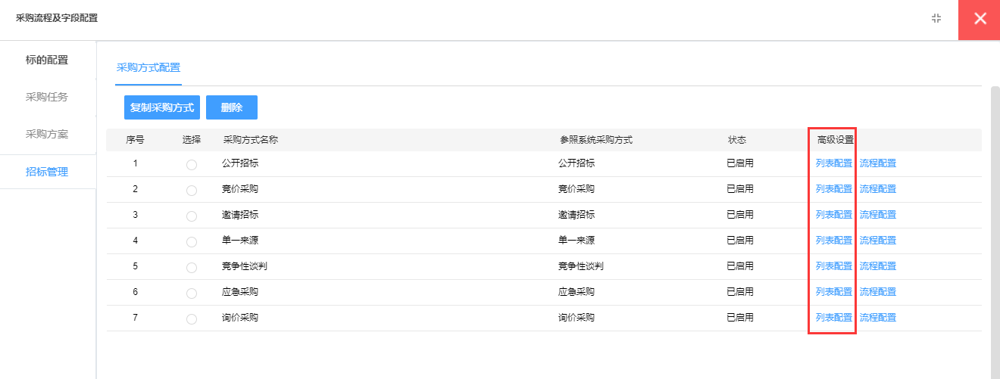 采购流程及字段配置
标的配置
采购任务
采购方案
招标管理
采购方式配置
复制采购方式 删除
序号 选择 采购方式名称 参照系统采购方式 状态 高级设置
1 公开招标 公开招标 已启用 列表配置 流程配置
2 竞价采购 竞价采购 已启用 列表配置 流程配置
3 邀请招标 邀请招标 已启用 列表配置 流程配置
4 单一来源 单一来源 已启用 列表配置 流程配置
5 竞争性谈判 竞争性谈判 已启用 列表配置 流程配置
6 应急采购 应急采购 已启用 列表配置 流程配置
7 询价采购 询价采购 已启用 列表配置 流程配置